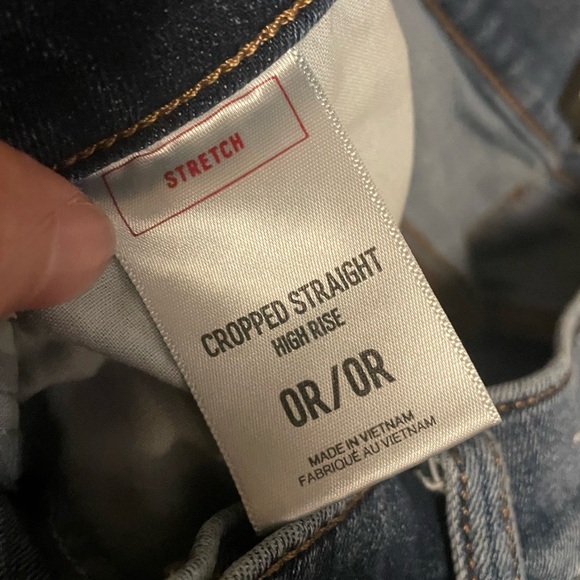 STRETCH
CROPPED STRAIGHT
HIGH RISE
0R/0R
MADE IN VIETNAM
FABRIQUÉ AU VIETNAM